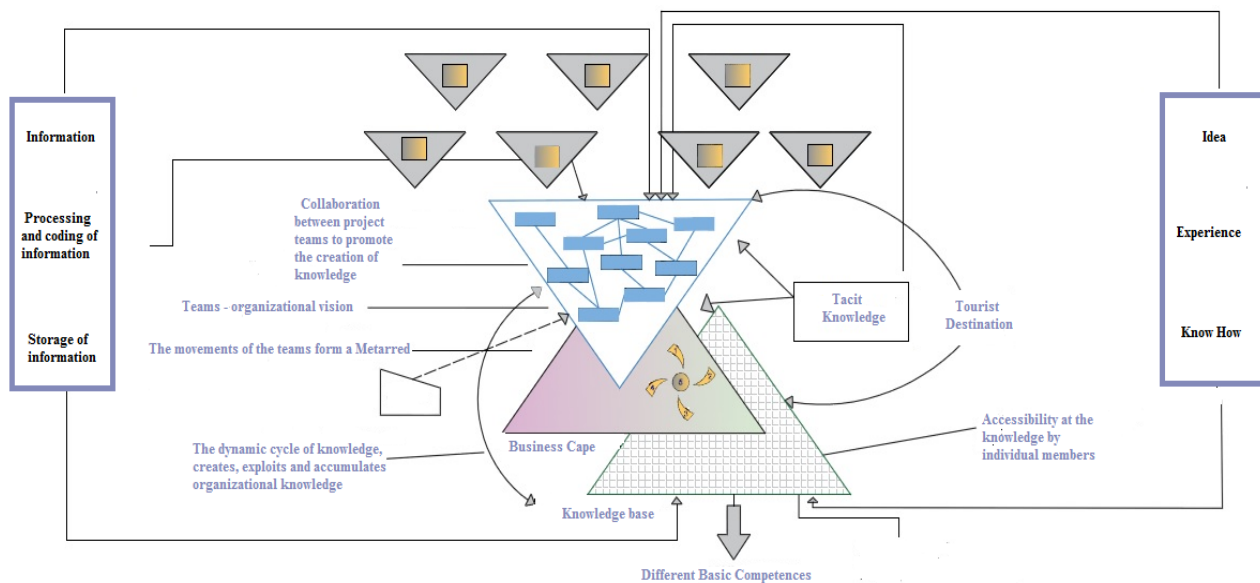 Information
Processing
and coding of
information
Storage of
information
Collaboration
between project
teams to promote
the creation of
knowledge
Teams - organizational vision
The movements of the teams form a Metarred
The dynamic cycle of knowledge,
creates, exploits and accumulates
organizational knowledge
Business Cape
Knowledge base
Different Basic Competences
Tacit
Knowledge
Tourist
Destination
Accessibility at the
knowledge by
individual members
Idea
Experience
Know How